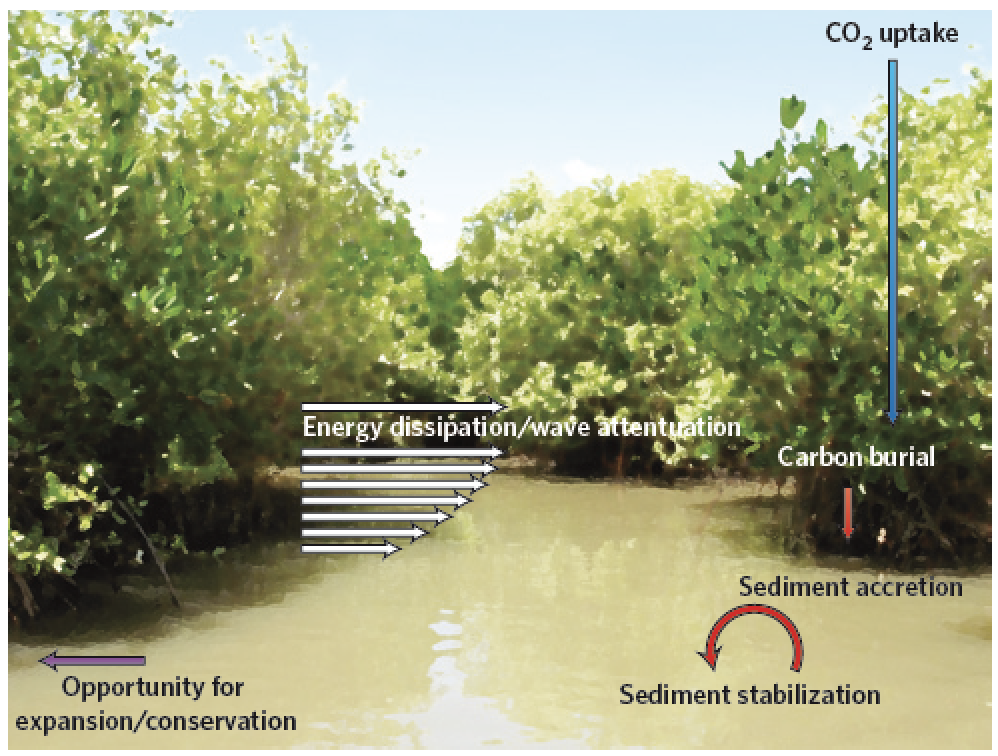 CO₂ uptake
Energy dissipation/wave attentuation
Carbon burial
Sediment accretion
Sediment stabilization
Opportunity for
expansion/conservation